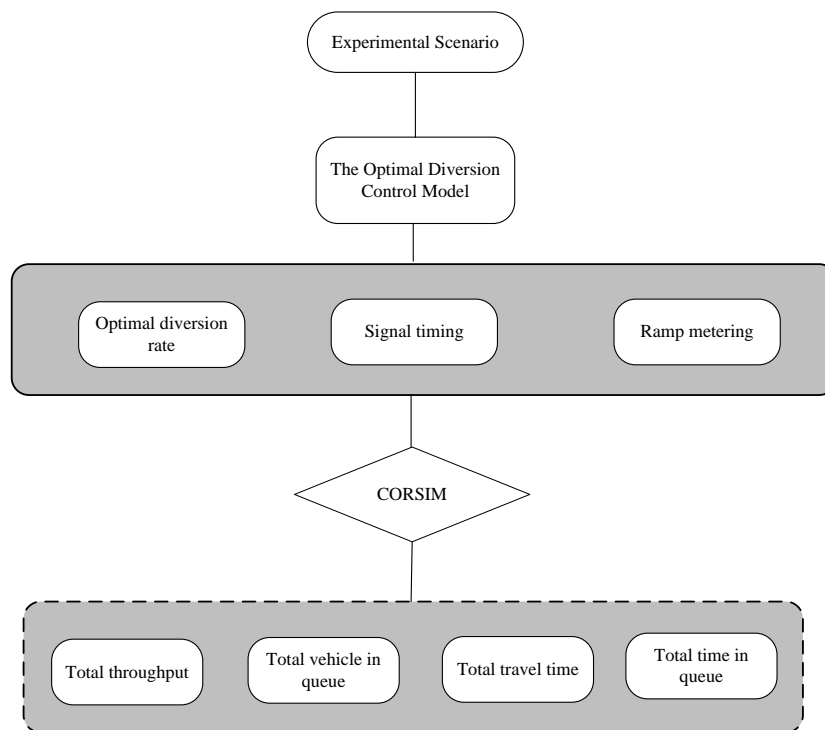 Experimental Scenario
The Optimal Diversion
Control Model
Optimal diversion
rate
Signal timing
Ramp metering
CORSIM
Total throughput
Total vehicle in
queue
Total travel time
Total time in
queue